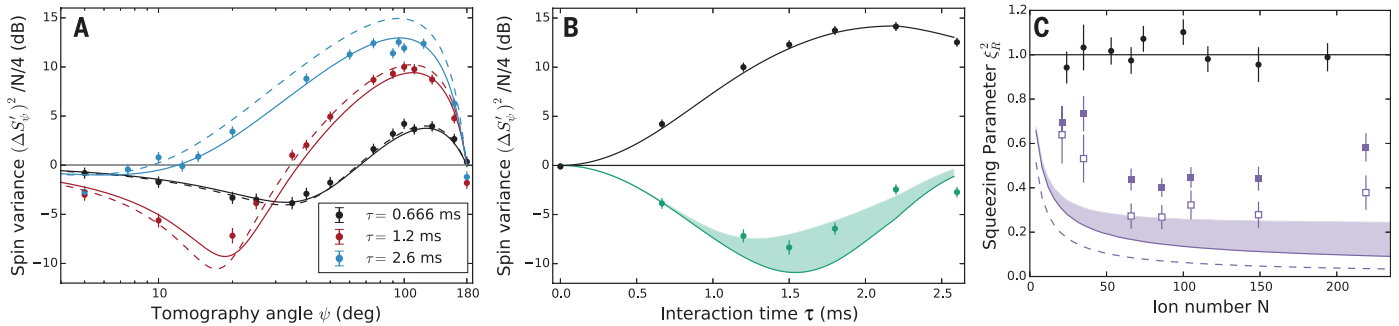 A
Spin variance (ΔS′ψ)² /N/4 (dB)
15
10
5
0
−5
−10
τ = 0.666 ms
τ = 1.2 ms
τ = 2.6 ms
10
100
180
Tomography angle ψ (deg)
B
Spin variance (ΔS′ψ)² /N/4 (dB)
15
10
5
0
−5
−10
0.0 0.5 1.0 1.5 2.0 2.5
Interaction time τ (ms)
C
Squeezing Parameter ξ²R
1.2
1.0
0.8
0.6
0.4
0.2
0.0
0 50 100 150 200
Ion number N